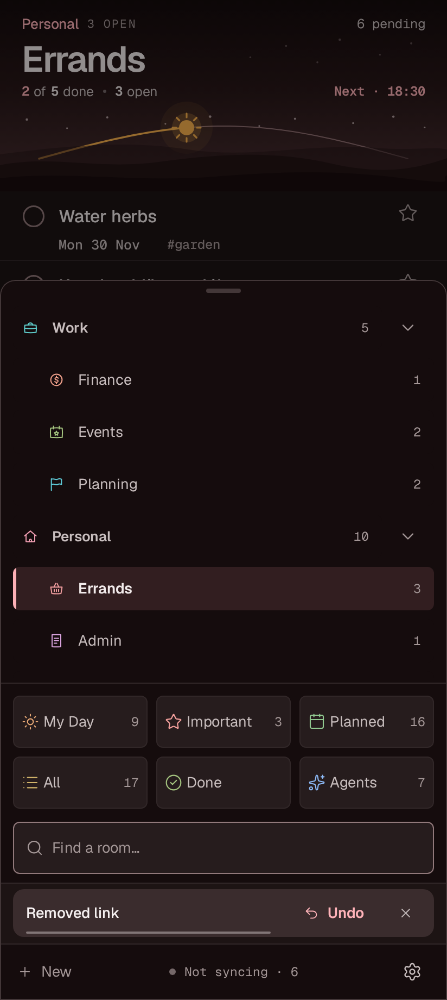 Personal 3 OPEN 6 pending
Errands
2 of 5 done • 3 open Next · 18:30
Water herbs
Mon 30 Nov #garden
Work 5
Finance 1
Events 2
Planning 2
Personal 10
Errands 3
Admin 1
My Day 9 Important 3 Planned 16
All 17 Done Agents 7
Find a room…
Removed link Undo
New Not syncing · 6